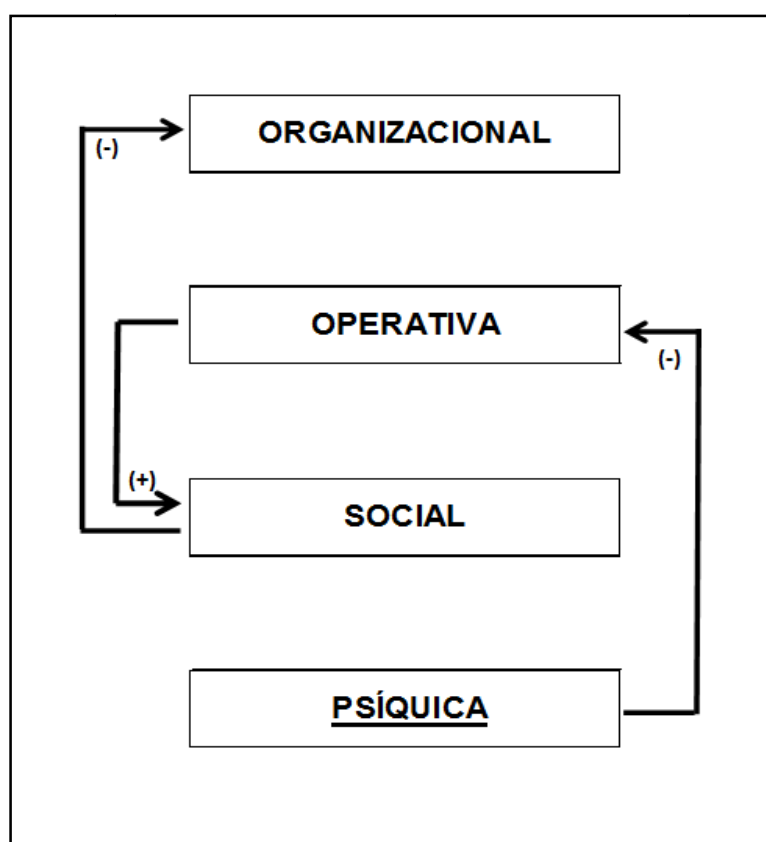 ORGANIZACIONAL
(-)
OPERATIVA
(-)
(+)
SOCIAL
PSÍQUICA